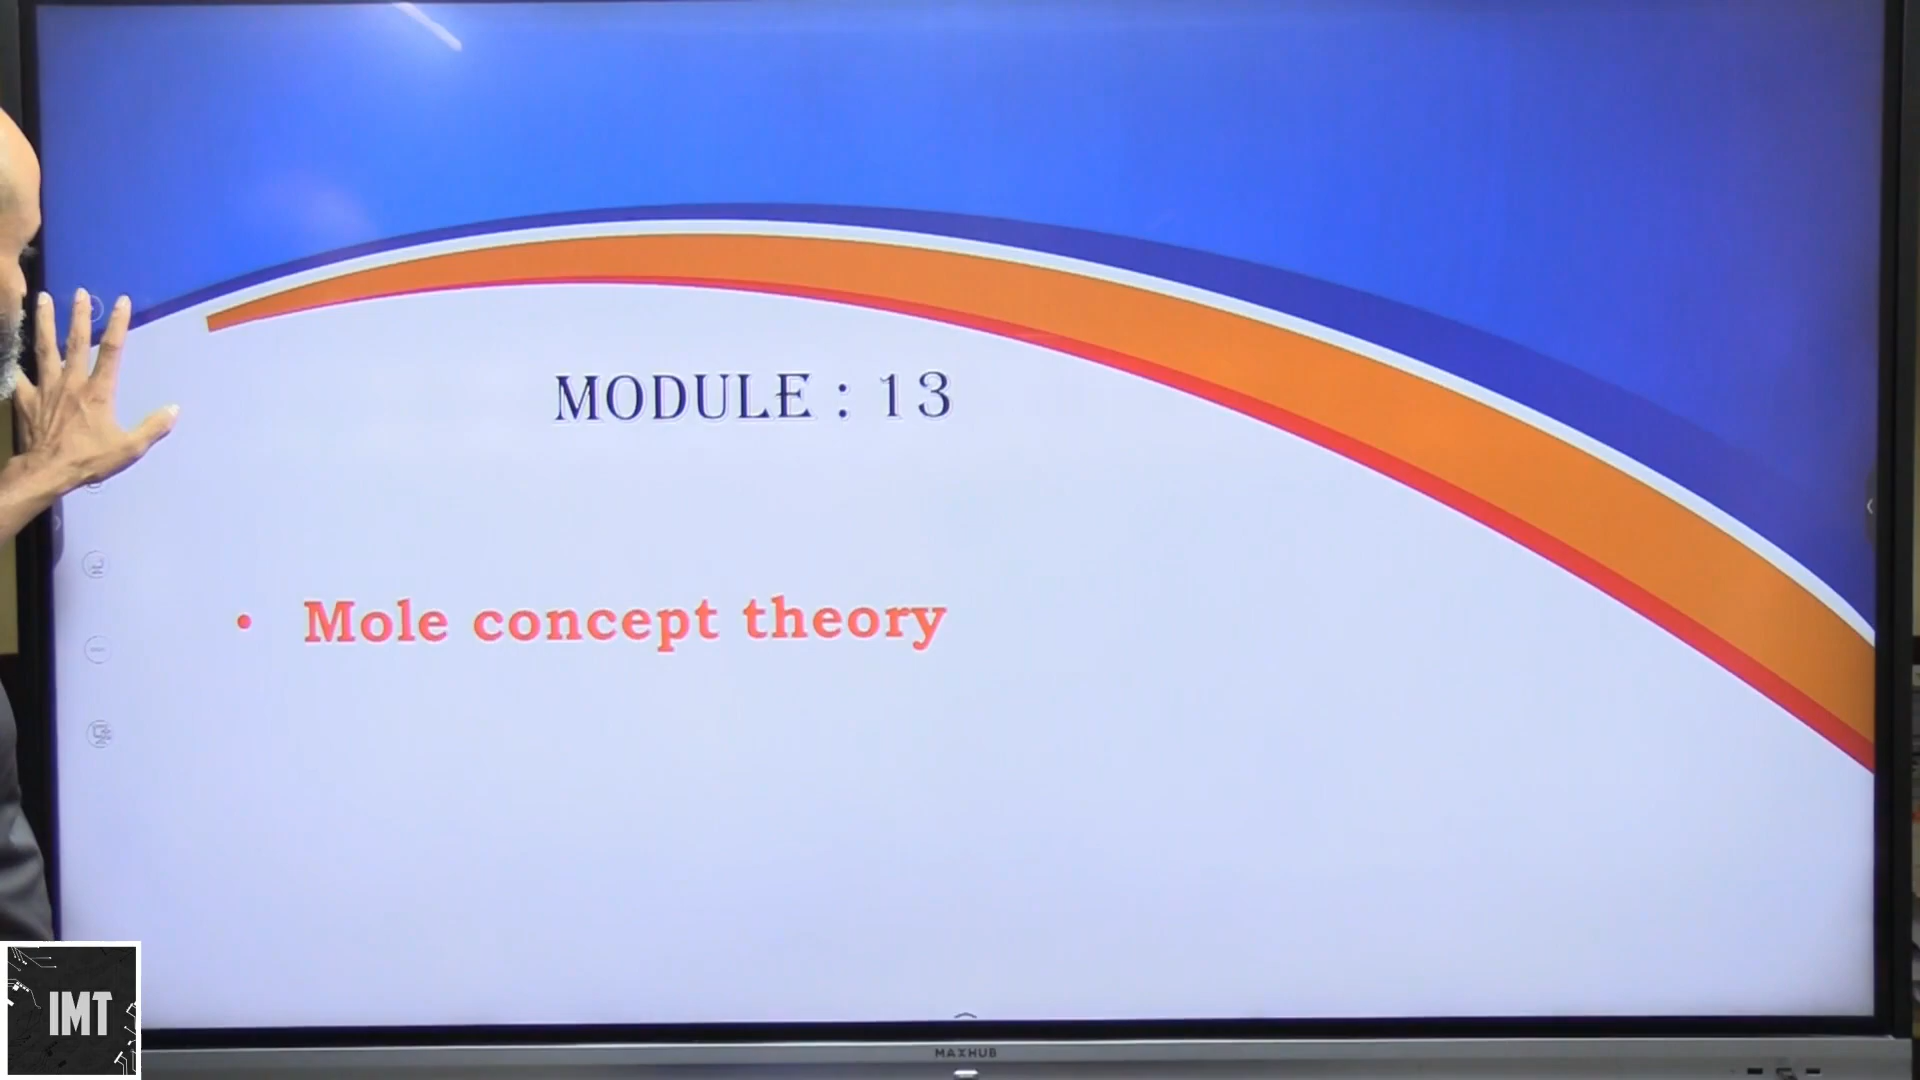 MODULE : 13
• Mole concept theory
IMT
MAXHUB